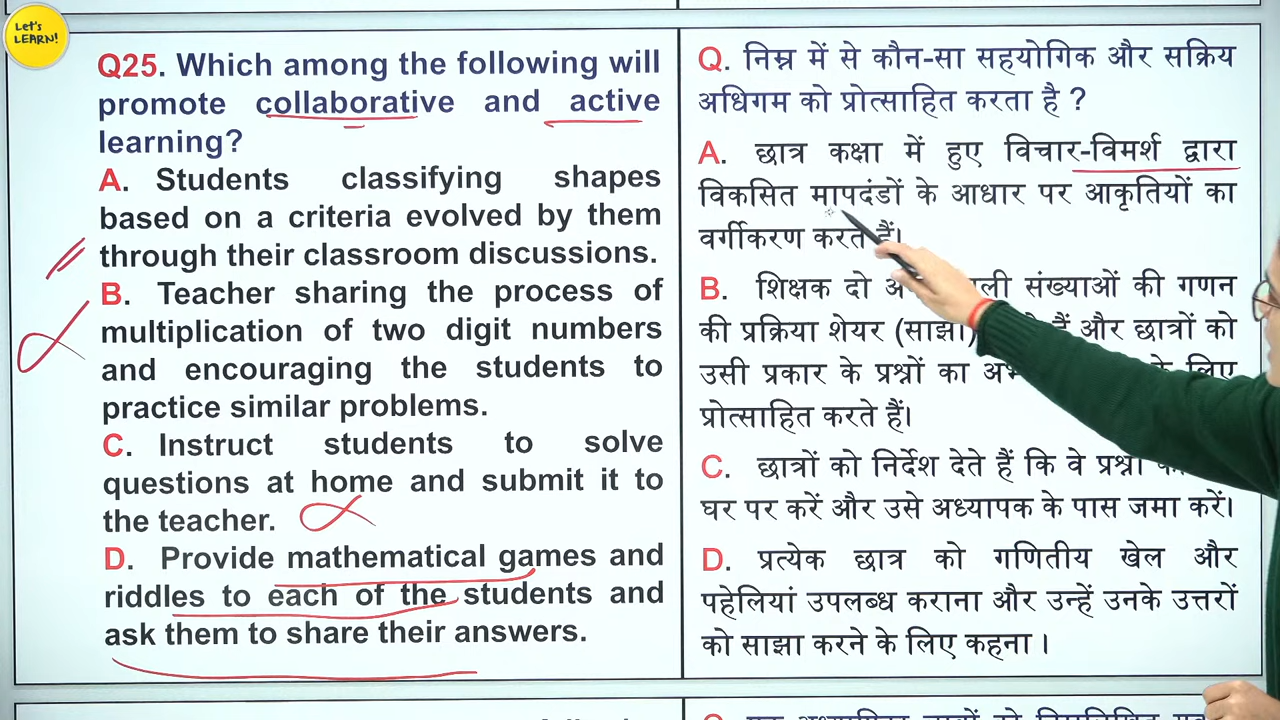 Let's
LEARN!
Q25. Which among the following will
promote collaborative and active
learning?
A. Students classifying shapes
based on a criteria evolved by them
through their classroom discussions.
B. Teacher sharing the process of
multiplication of two digit numbers
and encouraging the students to
practice similar problems.
C. Instruct students to solve
questions at home and submit it to
the teacher.
D. Provide mathematical games and
riddles to each of the students and
ask them to share their answers.
Q. निम्न में से कौन-सा सहयोगिक और सक्रिय
अधिगम को प्रोत्साहित करता है ?
A. छात्र कक्षा में हुए विचार-विमर्श द्वारा
विकसित मापदंडों के आधार पर आकृतियों का
वर्गीकरण करते हैं।
B. शिक्षक दो संख्याओं की गणन
की प्रक्रिया शेयर (साझा) हैं और छात्रों को
उसी प्रकार के प्रश्नों का के लिए
प्रोत्साहित करते हैं।
C. छात्रों को निर्देश देते हैं कि वे प्रश्नों
घर पर करें और उसे अध्यापक के पास जमा करें।
D. प्रत्येक छात्र को गणितीय खेल और
पहेलियां उपलब्ध कराना और उन्हें उनके उत्तरों
को साझा करने के लिए कहना ।